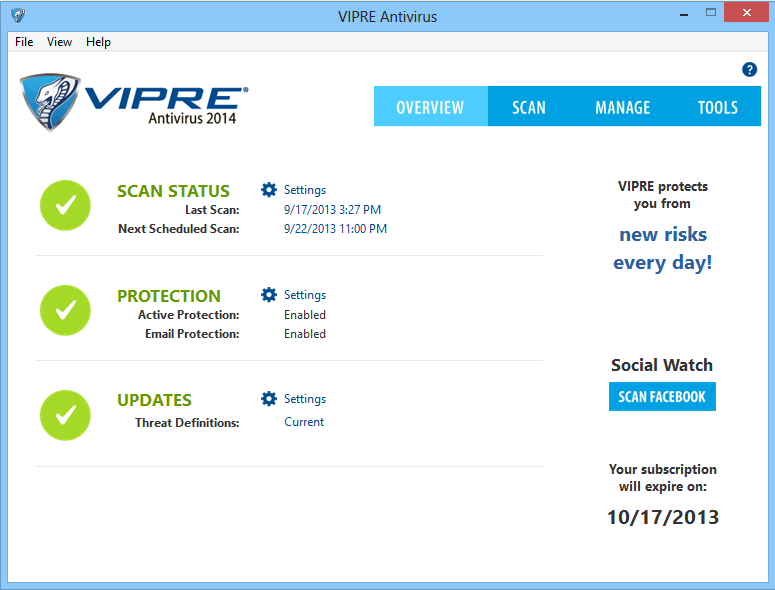 VIPRE Antivirus
File View Help
?
VIPRE®
Antivirus 2014
OVERVIEW SCAN MANAGE TOOLS
SCAN STATUS Settings
Last Scan: 9/17/2013 3:27 PM
Next Scheduled Scan: 9/22/2013 11:00 PM
PROTECTION Settings
Active Protection: Enabled
Email Protection: Enabled
UPDATES Settings
Threat Definitions: Current
VIPRE protects
you from
new risks
every day!
Social Watch
SCAN FACEBOOK
Your subscription
will expire on:
10/17/2013